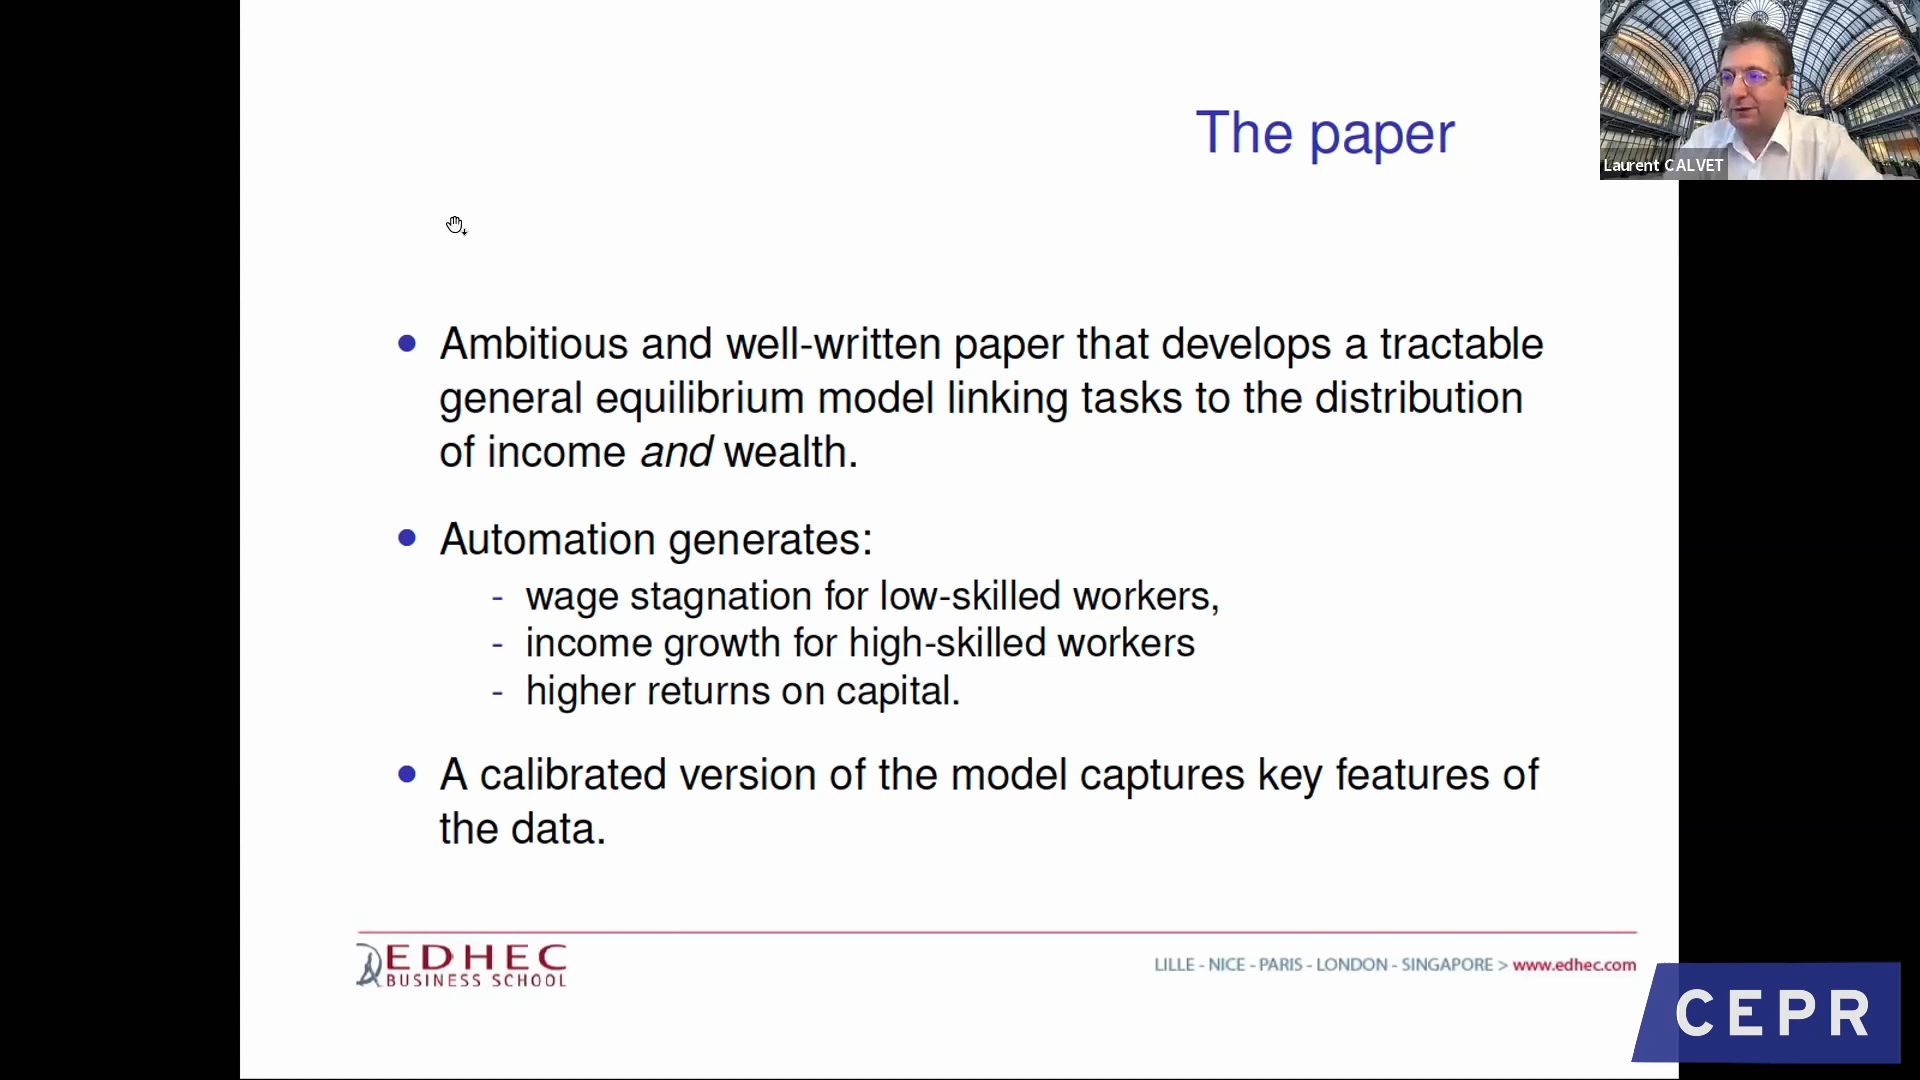 The paper
Laurent CALVET
• Ambitious and well-written paper that develops a tractable
general equilibrium model linking tasks to the distribution
of income and wealth.
• Automation generates:
- wage stagnation for low-skilled workers,
- income growth for high-skilled workers
- higher returns on capital.
• A calibrated version of the model captures key features of
the data.
EDHEC
BUSINESS SCHOOL
LILLE - NICE - PARIS - LONDON - SINGAPORE > www.edhec.com
CEPR